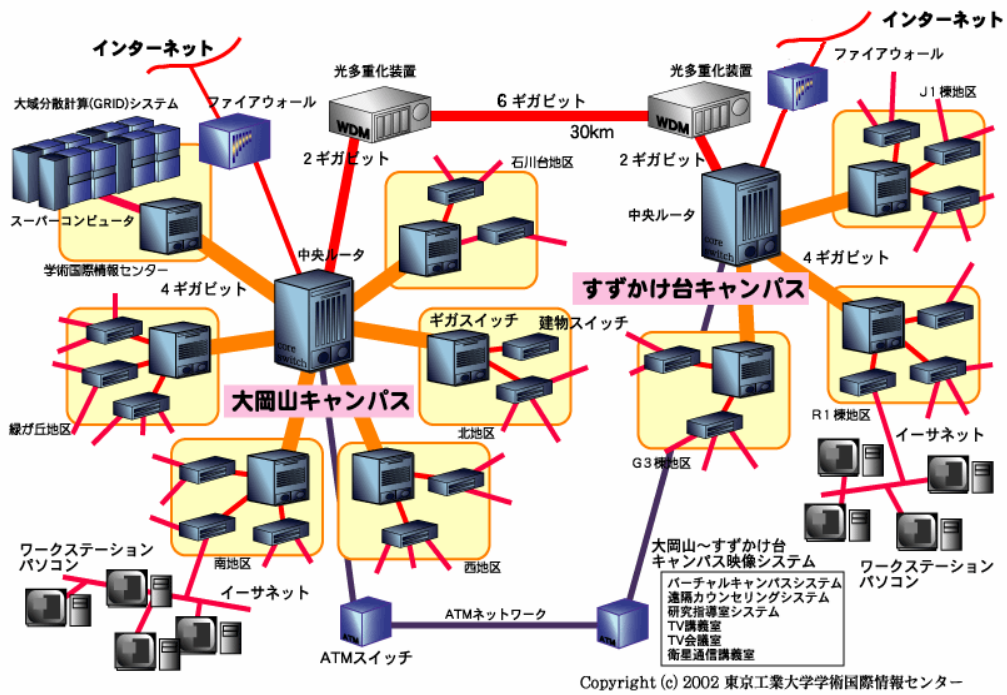 インターネット
インターネット
光多重化装置
光多重化装置
ファイアウォール
大域分散計算(GRID)システム
ファイアウォール
J1棟地区
6ギガビット
WDM
WDM
30km
2ギガビット
石川台地区
2ギガビット
スーパーコンピュータ
中央ルータ
core
switch
学術国際情報センター
中央ルータ
4ギガビット
4ギガビット
すずかけ台キャンパス
ギガスイッチ
建物スイッチ
core
switch
大岡山キャンパス
緑が丘地区
北地区
R1棟地区
イーサネット
G3棟地区
ワークステーション
パソコン
南地区
西地区
イーサネット
大岡山～すずかけ台
キャンパス映像システム
ワークステーション
パソコン
バーチャルキャンパスシステム
遠隔カウンセリングシステム
研究指導室システム
TV講義室
TV会議室
衛星通信講義室
ATMネットワーク
ATM
ATM
ATMスイッチ
Copyright (c) 2002 東京工業大学学術国際情報センター